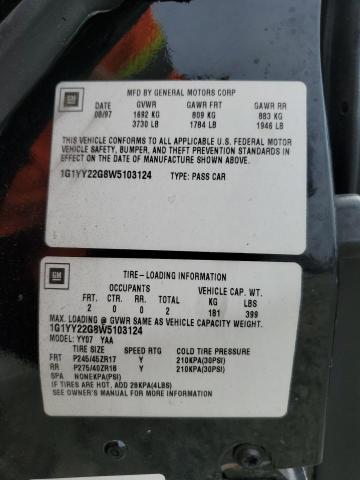 GM
MFD BY GENERAL MOTORS CORP
DATE GVWR GAWR FRT GAWR RR
08/97 1692 KG 809 KG 883 KG
3730 LB 1784 LB 1946 LB
THIS VEHICLE CONFORMS TO ALL APPLICABLE U.S. FEDERAL MOTOR
VEHICLE SAFETY, BUMPER, AND THEFT PREVENTION STANDARDS
IN EFFECT ON THE DATE OF MANUFACTURE SHOWN ABOVE.
1G1YY22G8W5103124 TYPE: PASS CAR
GM
TIRE-LOADING INFORMATION
OCCUPANTS VEHICLE CAP. WT.
FRT. CTR. RR. TOTAL KG LBS
2 0 0 2 181 399
MAX. LOADING @ GVWR SAME AS VEHICLE CAPACITY WEIGHT.
1G1YY22G8W5103124
MODEL: YY07 YAA
TIRE SIZE SPEED RTG COLD TIRE PRESSURE
FRT P245/45ZR17 210KPA(30PSI)
RR P275/40ZR18 210KPA(30PSI)
SPA NONEKPA(PSI)
IF TIRES ARE HOT, ADD 28KPA(4LBS)
SEE OWNER'S MANUAL FOR MORE INFORMATION